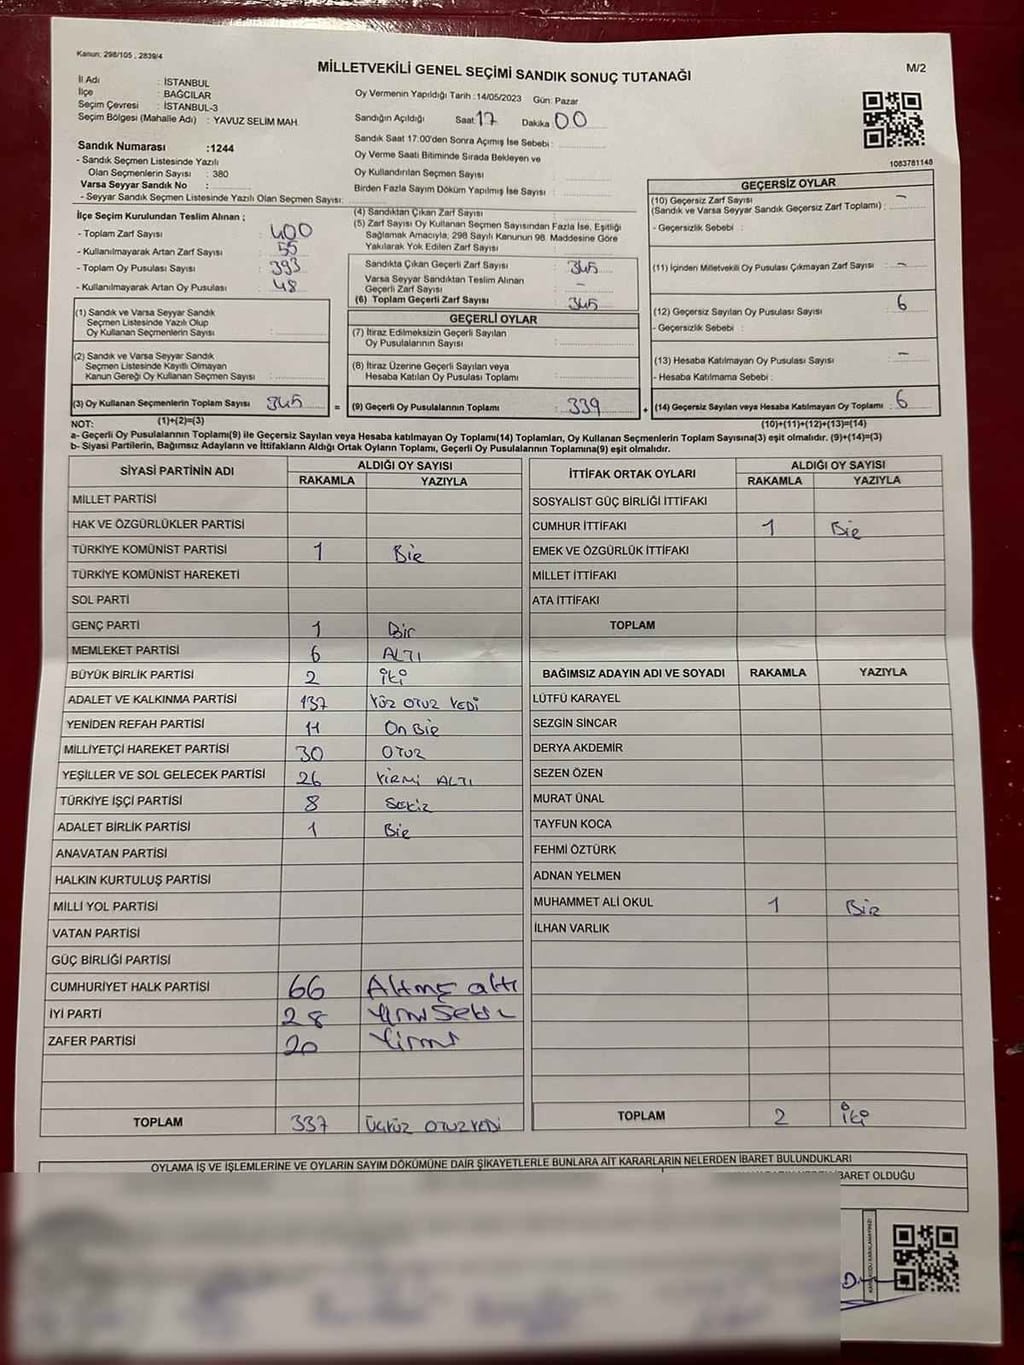 Kanun: 298/105 , 2839/4
MİLLETVEKİLİ GENEL SEÇİMİ SANDIK SONUÇ TUTANAĞI
M/2
İl Adı : İSTANBUL
İlçe : BAĞCILAR
Seçim Çevresi : İSTANBUL-3
Seçim Bölgesi (Mahalle Adı) : YAVUZ SELİM MAH.
Oy Vermenin Yapıldığı Tarih :14/05/2023 Gün: Pazar
Sandığın Açıldığı Saat 17 Dakika 00
Sandık Saat 17:00'den Sonra Açımış İse Sebebi :
Oy Verme Saati Bitiminde Sırada Bekleyen ve
Oy Kullandırılan Seçmen Sayısı
Birden Fazla Sayım Döküm Yapılmış İse Sayısı :
1083781148
Sandık Numarası :1244
- Sandık Seçmen Listesinde Yazılı
Olan Seçmenlerin Sayısı : 380
Varsa Seyyar Sandık No :
- Seyyar Sandık Seçmen Listesinde Yazılı Olan Seçmen Sayısı:
İlçe Seçim Kurulundan Teslim Alınan ;
- Toplam Zarf Sayısı : 400
- Kullanılmayarak Artan Zarf Sayısı : 55
- Toplam Oy Pusulası Sayısı : 393
- Kullanılmayarak Artan Oy Pusulası : 48
(1) Sandık ve Varsa Seyyar Sandık
Seçmen Listesinde Yazılı Olup
Oy Kullanan Seçmenlerin Sayısı :
(2) Sandık ve Varsa Seyyar Sandık
Seçmen Listesinde Kayıtlı Olmayan
Kanun Gereği Oy Kullanan Seçmen Sayısı :
(3) Oy Kullanan Seçmenlerin Toplam Sayısı 345
(1)+(2)=(3)
(4) Sandıktan Çıkan Zarf Sayısı :
(5) Zarf Sayısı Oy Kullanan Seçmen Sayısından Fazla İse, Eşitliği
Sağlamak Amacıyla, 298 Sayılı Kanunun 98. Maddesine Göre
Yakılarak Yok Edilen Zarf Sayısı :
Sandıkta Çıkan Geçerli Zarf Sayısı : 345
Varsa Seyyar Sandıktan Teslim Alınan
Geçerli Zarf Sayısı : -
(6) Toplam Geçerli Zarf Sayısı : 345
GEÇERLİ OYLAR
(7) İtiraz Edilmeksizin Geçerli Sayılan
Oy Pusulalarının Sayısı :
(8) İtiraz Üzerine Geçerli Sayılan veya
Hesaba Katılan Oy Pusulası Toplamı :
= (9) Geçerli Oy Pusulalarının Toplamı : 339 +
GEÇERSİZ OYLAR
(10) Geçersiz Zarf Sayısı -
(Sandık ve Varsa Seyyar Sandık Geçersiz Zarf Toplamı) :
- Geçersizlik Sebebi :
(11) İçinden Milletvekili Oy Pusulası Çıkmayan Zarf Sayısı : -
(12) Geçersiz Sayılan Oy Pusulası Sayısı : 6
- Geçersizlik Sebebi :
(13) Hesaba Katılmayan Oy Pusulası Sayısı : -
- Hesaba Katılmama Sebebi :
(14) Geçersiz Sayılan veya Hesaba Katılmayan Oy Toplamı : 6
(10)+(11)+(12)+(13)=(14)
NOT:
a- Geçerli Oy Pusulalarının Toplamı(9) ile Geçersiz Sayılan veya Hesaba katılmayan Oy Toplamı(14) Toplamları, Oy Kullanan Seçmenlerin Toplam Sayısına(3) eşit olmalıdır. (9)+(14)=(3)
b- Siyasi Partilerin, Bağımsız Adayların ve İttifakların Aldığı Ortak Oyların Toplamı, Geçerli Oy Pusulalarının Toplamına(9) eşit olmalıdır.
SİYASİ PARTİNİN ADI ALDIĞI OY SAYISI
RAKAMLA YAZIYLA
MİLLET PARTİSİ
HAK VE ÖZGÜRLÜKLER PARTİSİ
TÜRKİYE KOMÜNİST PARTİSİ 1 Bir
TÜRKİYE KOMÜNİST HAREKETİ
SOL PARTİ
GENÇ PARTİ 1 Bir
MEMLEKET PARTİSİ 6 ALTI
BÜYÜK BİRLİK PARTİSİ 2 İki
ADALET VE KALKINMA PARTİSİ 137 YÜZ OTUZ YEDİ
YENİDEN REFAH PARTİSİ 11 On Bir
MİLLİYETÇİ HAREKET PARTİSİ 30 OTUZ
YEŞİLLER VE SOL GELECEK PARTİSİ 26 YİRMİ ALTI
TÜRKİYE İŞÇİ PARTİSİ 8 Sekiz
ADALET BİRLİK PARTİSİ 1 Bir
ANAVATAN PARTİSİ
HALKIN KURTULUŞ PARTİSİ
MİLLİ YOL PARTİSİ
VATAN PARTİSİ
GÜÇ BİRLİĞİ PARTİSİ
CUMHURİYET HALK PARTİSİ 66 Altmış altı
İYİ PARTİ 28 Yirmi Sekiz
ZAFER PARTİSİ 20 Yirmi
TOPLAM 337 ÜÇYÜZ OTUZYEDİ
İTTİFAK ORTAK OYLARI ALDIĞI OY SAYISI
RAKAMLA YAZIYLA
SOSYALİST GÜÇ BİRLİĞİ İTTİFAKI
CUMHUR İTTİFAKI 1 Bir
EMEK VE ÖZGÜRLÜK İTTİFAKI
MİLLET İTTİFAKI
ATA İTTİFAKI
TOPLAM
BAĞIMSIZ ADAYIN ADI VE SOYADI RAKAMLA YAZIYLA
LÜTFÜ KARAYEL
SEZGİN SİNCAR
DERYA AKDEMİR
SEZEN ÖZEN
MURAT ÜNAL
TAYFUN KOCA
FEHMİ ÖZTÜRK
ADNAN YELMEN
MUHAMMET ALİ OKUL 1 Bir
İLHAN VARLIK
TOPLAM 2 İki
OYLAMA İŞ VE İŞLEMLERİNE VE OYLARIN SAYIM DÖKÜMÜNE DAİR ŞİKAYETLERLE BUNLARA AİT KARARLARIN NELERDEN İBARET BULUNDUKLARI
İBARET OLDUĞU